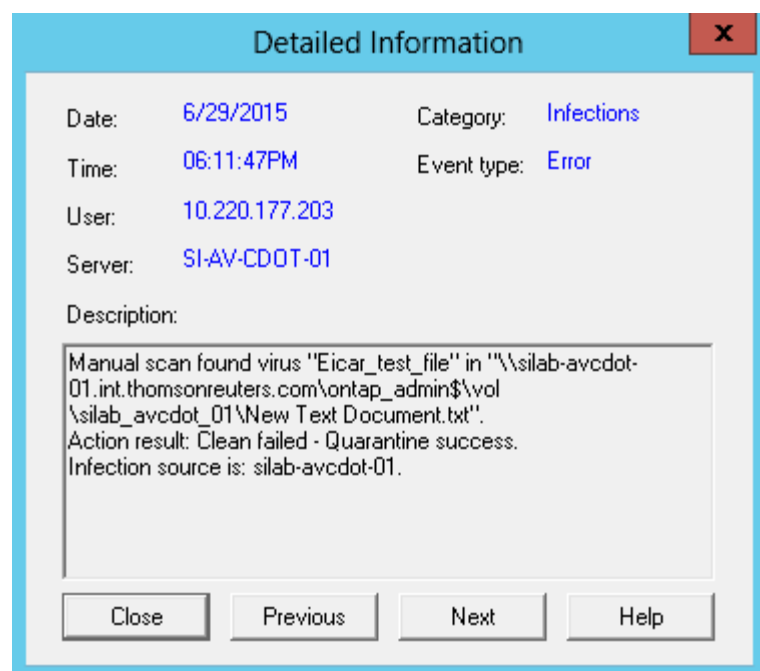 Detailed Information
x
Date: 6/29/2015 Category: Infections
Time: 06:11:47PM Event type: Error
User: 10.220.177.203
Server: SI-AV-CDOT-01
Description:
Manual scan found virus "Eicar_test_file" in "\\silab-avcdot-
01.int.thomsonreuters.com\ontap_admin$\vol
\silab_avcdot_01\New Text Document.txt".
Action result: Clean failed - Quarantine success.
Infection source is: silab-avcdot-01.
Close Previous Next Help